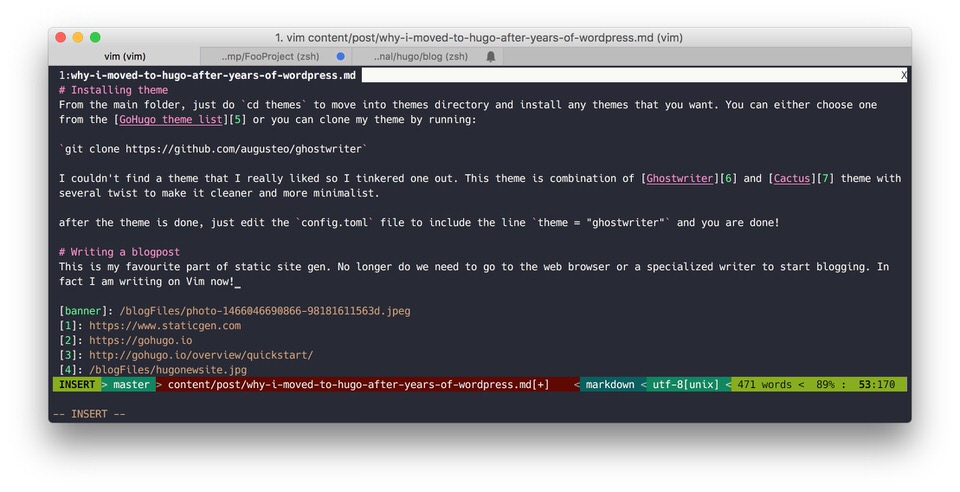 1. vim content/post/why-i-moved-to-hugo-after-years-of-wordpress.md (vim)
vim (vim) ..mp/FooProject (zsh) ..nal/hugo/blog (zsh)
1:why-i-moved-to-hugo-after-years-of-wordpress.md X
# Installing theme
From the main folder, just do `cd themes` to move into themes directory and install any themes that you want. You can either choose one
from the [GoHugo theme list][5] or you can clone my theme by running:
`git clone https://github.com/augusteo/ghostwriter`
I couldn't find a theme that I really liked so I tinkered one out. This theme is combination of [Ghostwriter][6] and [Cactus][7] theme with
several twist to make it cleaner and more minimalist.
after the theme is done, just edit the `config.toml` file to include the line `theme = "ghostwriter"` and you are done!
# Writing a blogpost
This is my favourite part of static site gen. No longer do we need to go to the web browser or a specialized writer to start blogging. In
fact I am writing on Vim now!_
[banner]: /blogFiles/photo-1466046690866-98181611563d.jpeg
[1]: https://www.staticgen.com
[2]: https://gohugo.io
[3]: http://gohugo.io/overview/quickstart/
[4]: /blogFiles/hugonewsite.jpg
INSERT > master > content/post/why-i-moved-to-hugo-after-years-of-wordpress.md[+] < markdown < utf-8[unix] < 471 words < 89% : 53:170
-- INSERT --